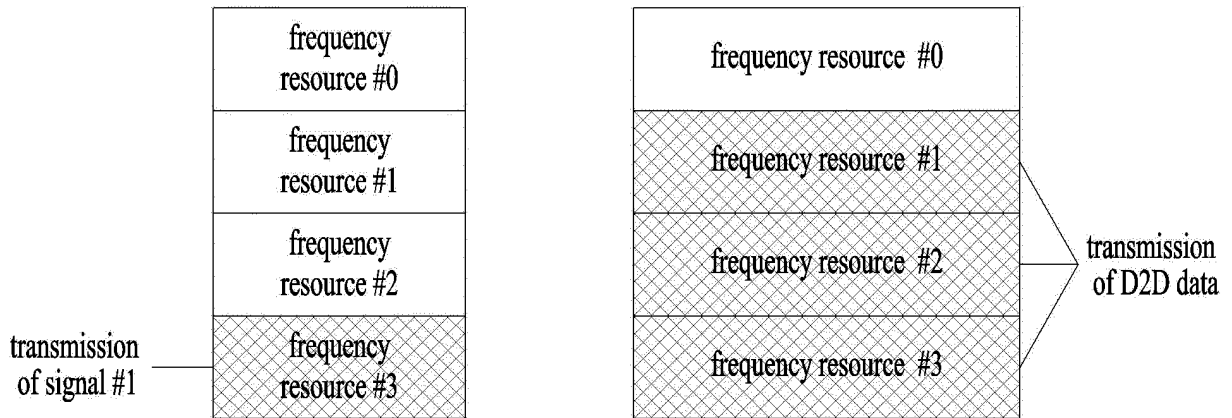 frequency
resource #0
frequency
resource #1
frequency
resource #2
frequency
resource #3
transmission
of signal #1
frequency resource #0
frequency resource #1
frequency resource #2
frequency resource #3
transmission
of D2D data